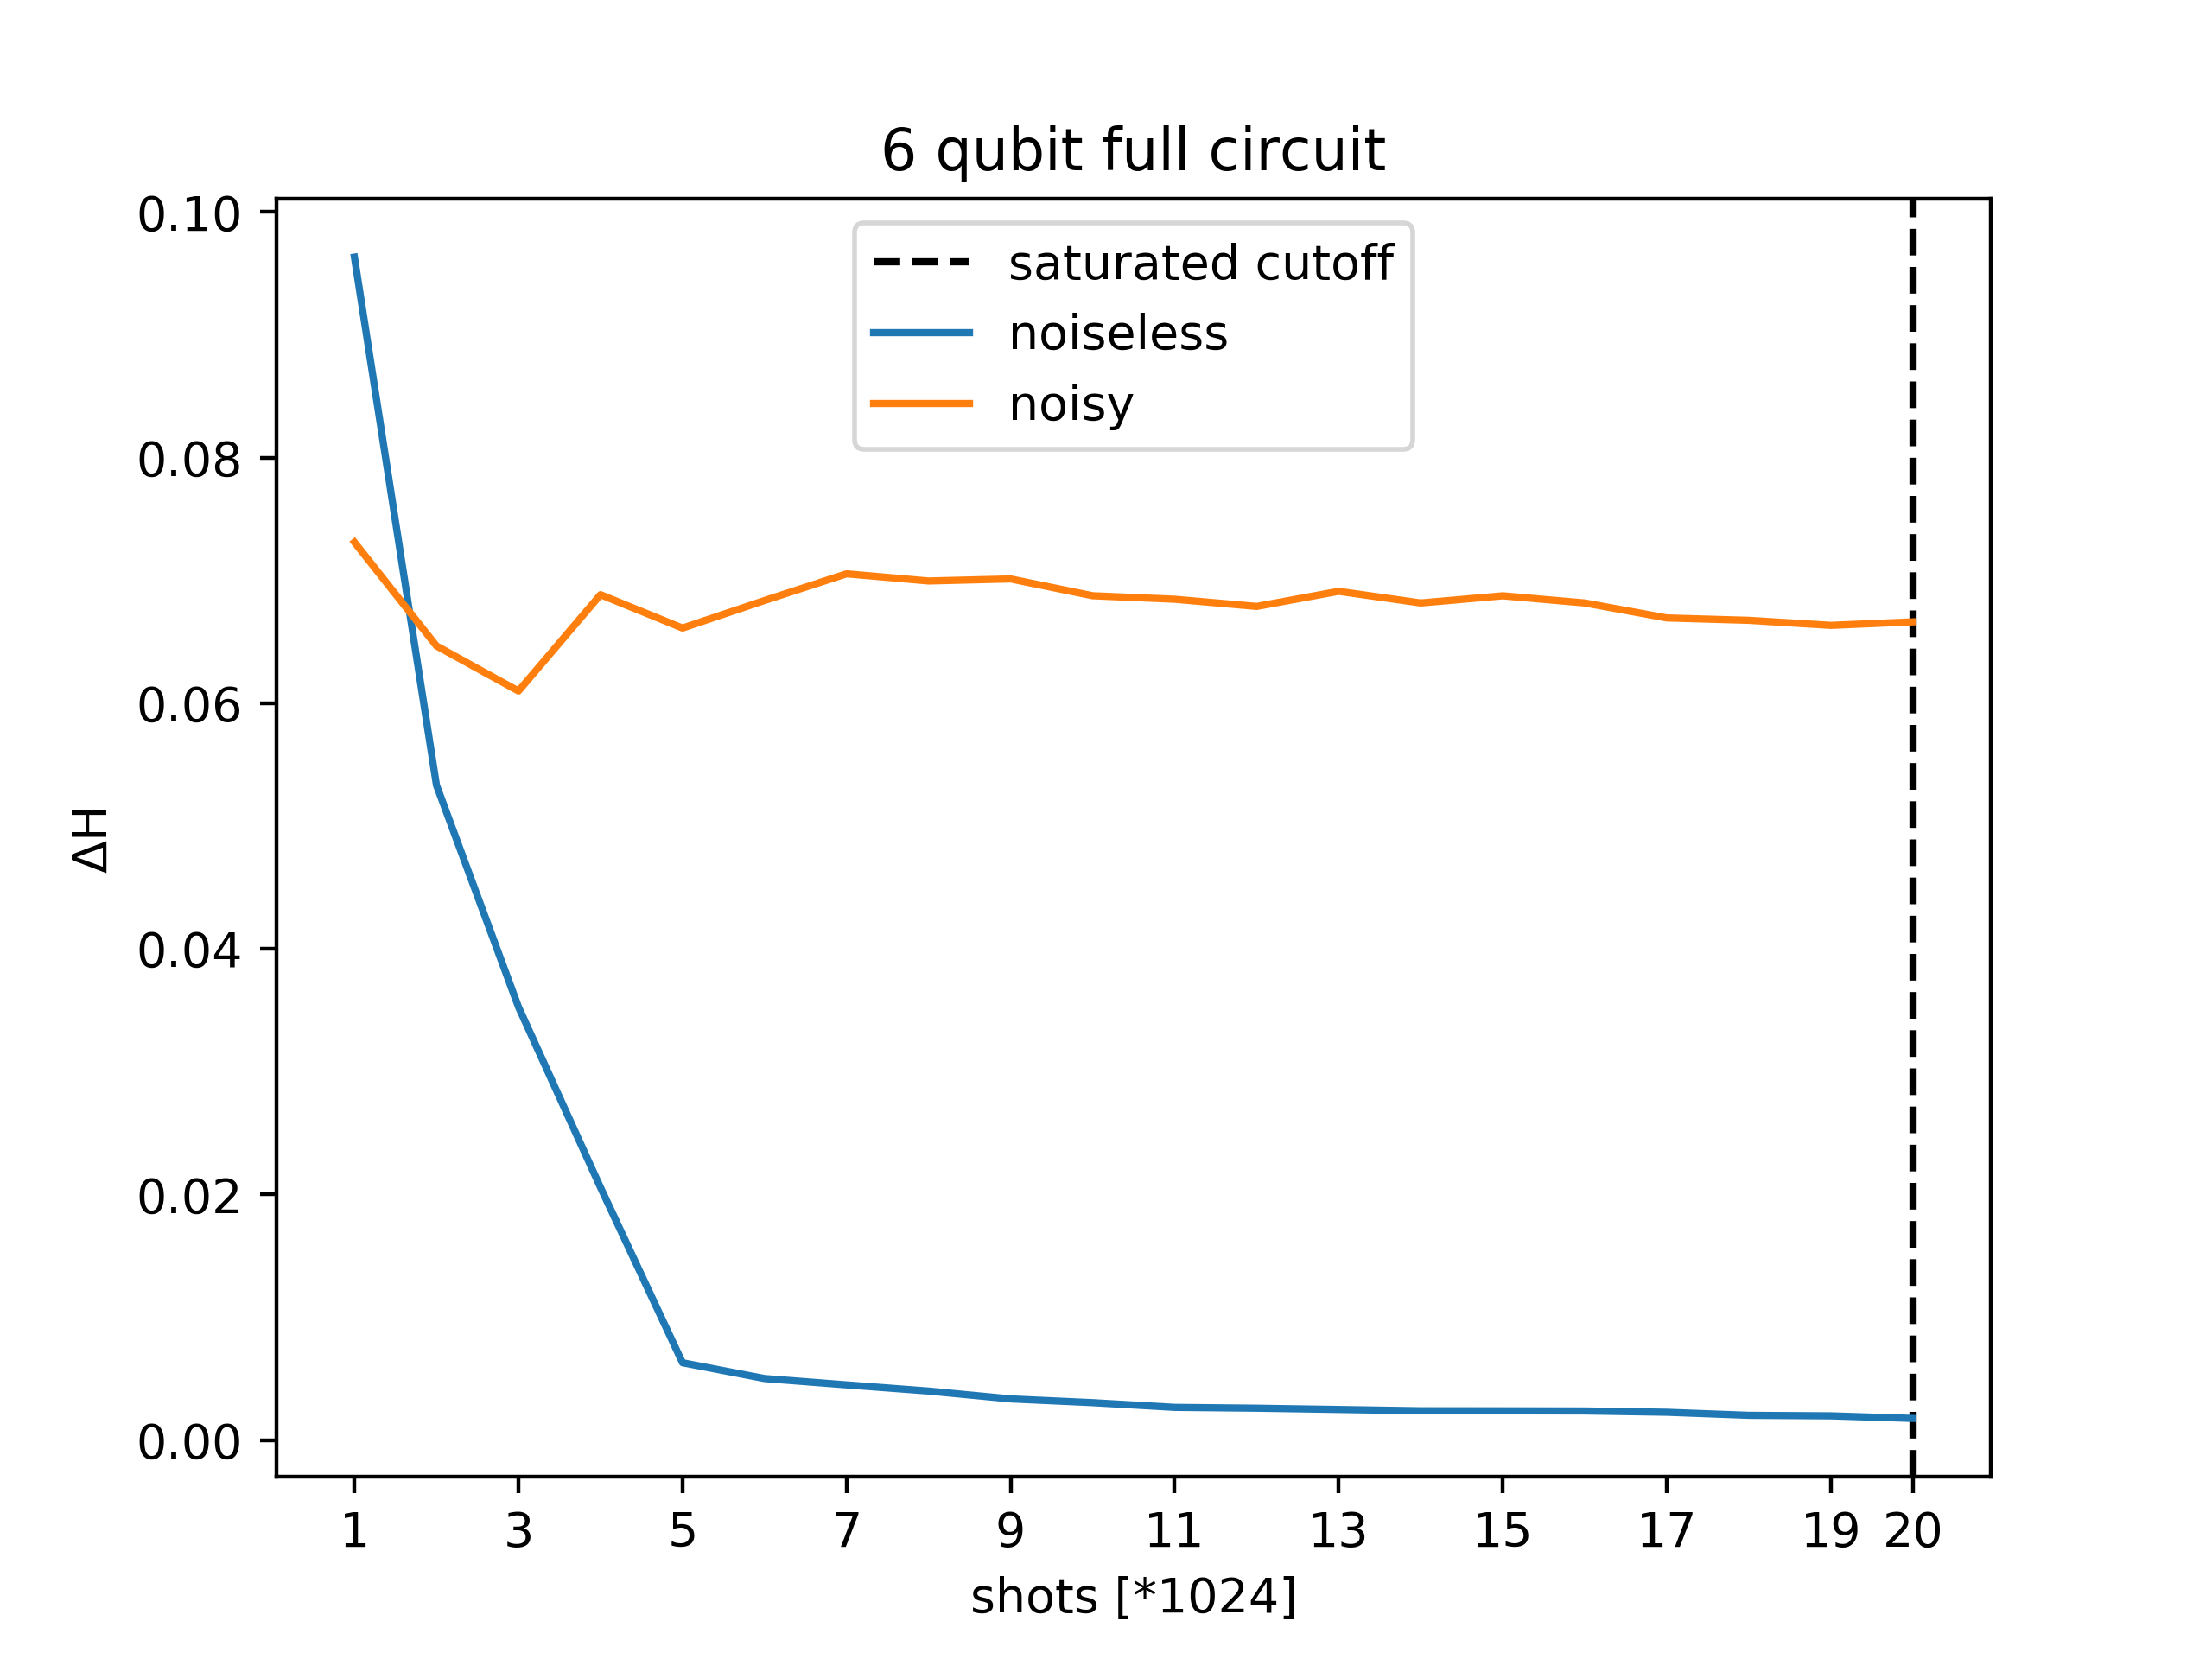 6 qubit full circuit
saturated cutoff
noiseless
noisy
0.10
0.08
0.06
0.04
0.02
0.00
ΔH
1 3 5 7 9 11 13 15 17 19 20
shots [*1024]